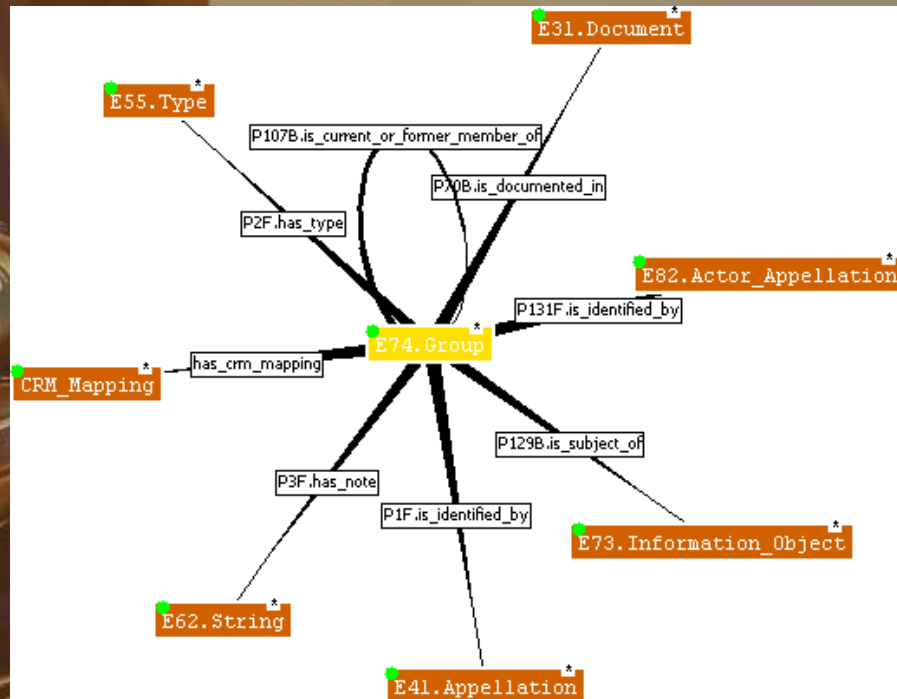 E31.Document
*
E55.Type
*
P107B.is_current_or_former_member_of
P70B.is_documented_in
P2F.has_type
E82.Actor_Appellation
*
P131F.is_identified_by
E74.Group
*
has_crm_mapping
CRM_Mapping
*
P129B.is_subject_of
P3F.has_note
P1F.is_identified_by
E73.Information_Object
*
E62.String
*
E41.Appellation
*